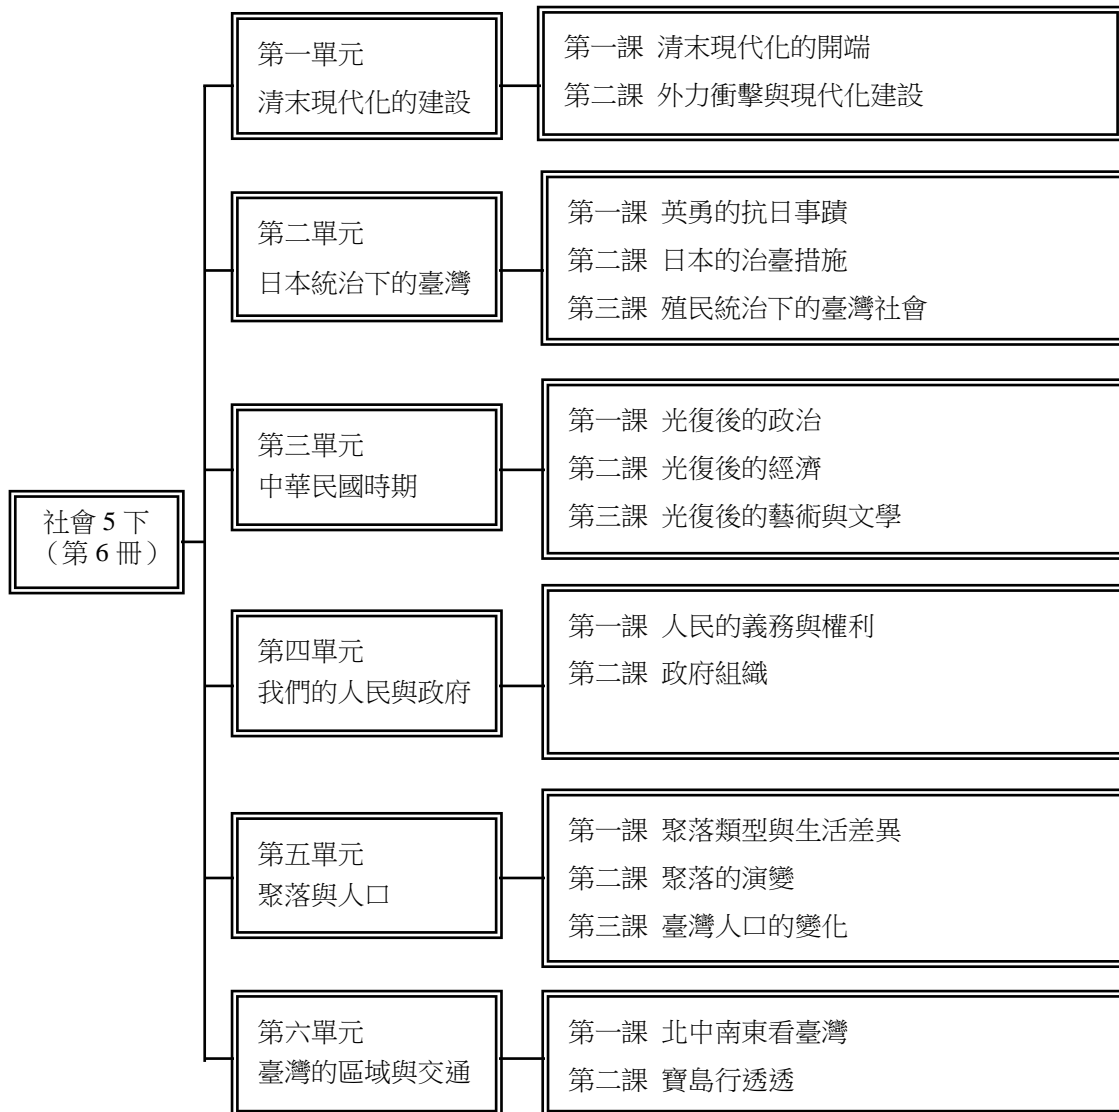 社會 5 下
（第 6 冊）
第一單元
清末現代化的建設
第一課 清末現代化的開端
第二課 外力衝擊與現代化建設
第二單元
日本統治下的臺灣
第一課 英勇的抗日事蹟
第二課 日本的治臺措施
第三課 殖民統治下的臺灣社會
第三單元
中華民國時期
第一課 光復後的政治
第二課 光復後的經濟
第三課 光復後的藝術與文學
第四單元
我們的人民與政府
第一課 人民的義務與權利
第二課 政府組織
第五單元
聚落與人口
第一課 聚落類型與生活差異
第二課 聚落的演變
第三課 臺灣人口的變化
第六單元
臺灣的區域與交通
第一課 北中南東看臺灣
第二課 寶島行透透